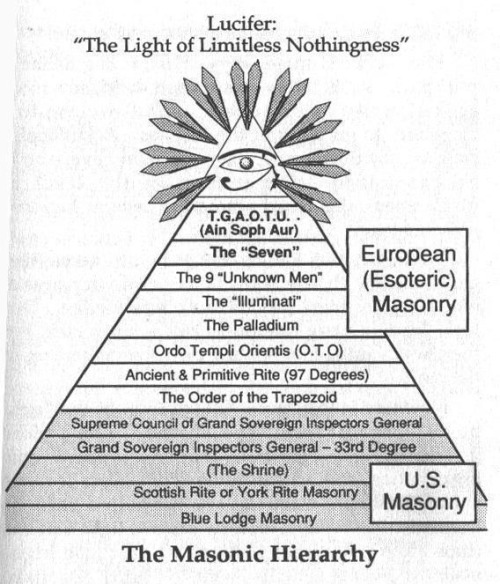 Lucifer:
“The Light of Limitless Nothingness”
T.G.A.O.T.U.
(Ain Soph Aur)
The "Seven"
The 9 "Unknown Men"
The "Illuminati"
The Palladium
Ordo Templi Orientis (O.T.O)
Ancient & Primitive Rite (97 Degrees)
The Order of the Trapezoid
Supreme Council of Grand Sovereign Inspectors General
Grand Sovereign Inspectors General – 33rd Degree
(The Shrine)
Scottish Rite or York Rite Masonry
Blue Lodge Masonry
European
(Esoteric)
Masonry
U.S.
Masonry
The Masonic Hierarchy